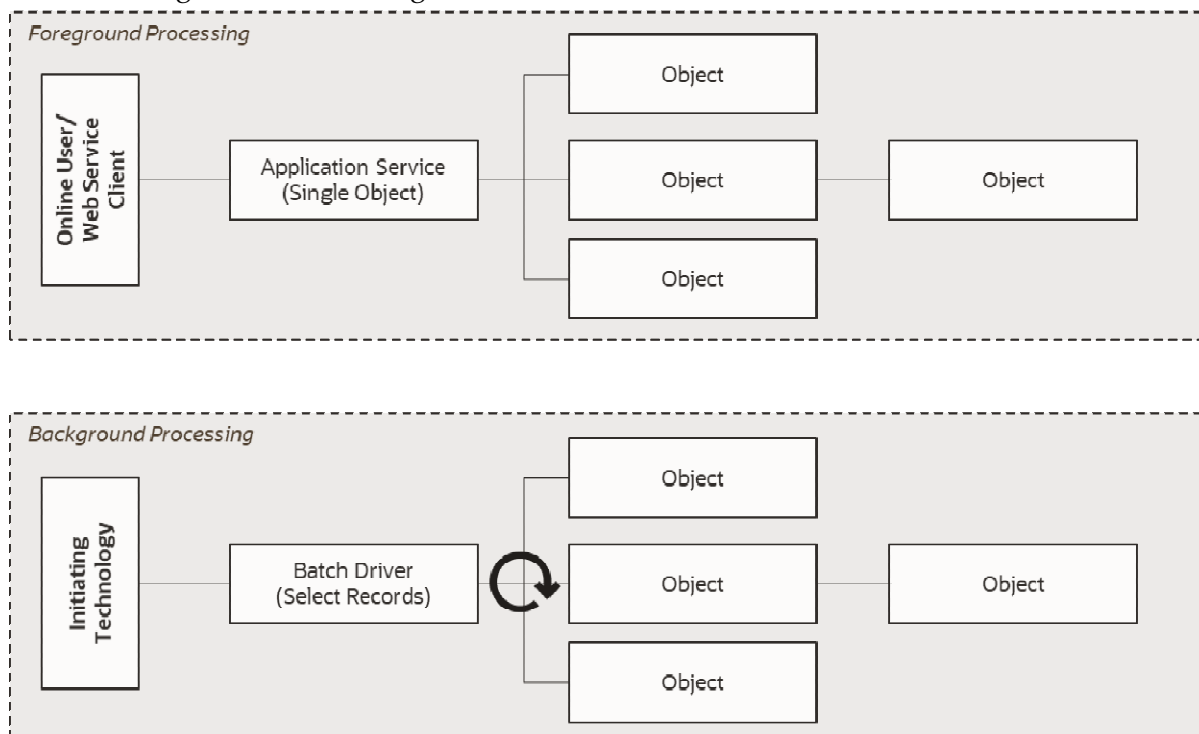 Foreground Processing
Online User/
Web Service
Client
Application Service
(Single Object)
Object
Object
Object
Object
Background Processing
Initiating
Technology
Batch Driver
(Select Records)
Object
Object
Object
Object